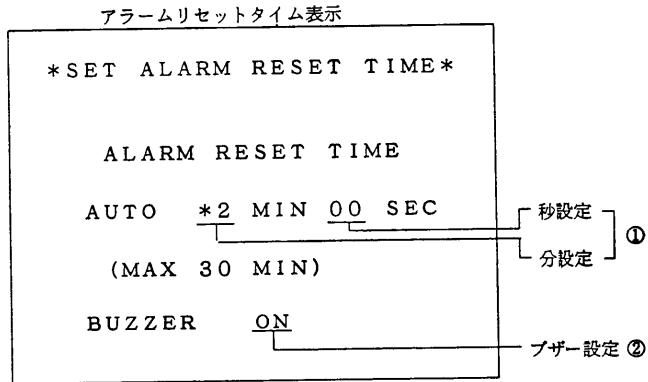 アラームリセットタイム表示
*SET ALARM RESET TIME*
ALARM RESET TIME
AUTO *2 MIN 00 SEC
(MAX 30 MIN)
BUZZER ON
秒設定
①
分設定
ブザー設定 ②